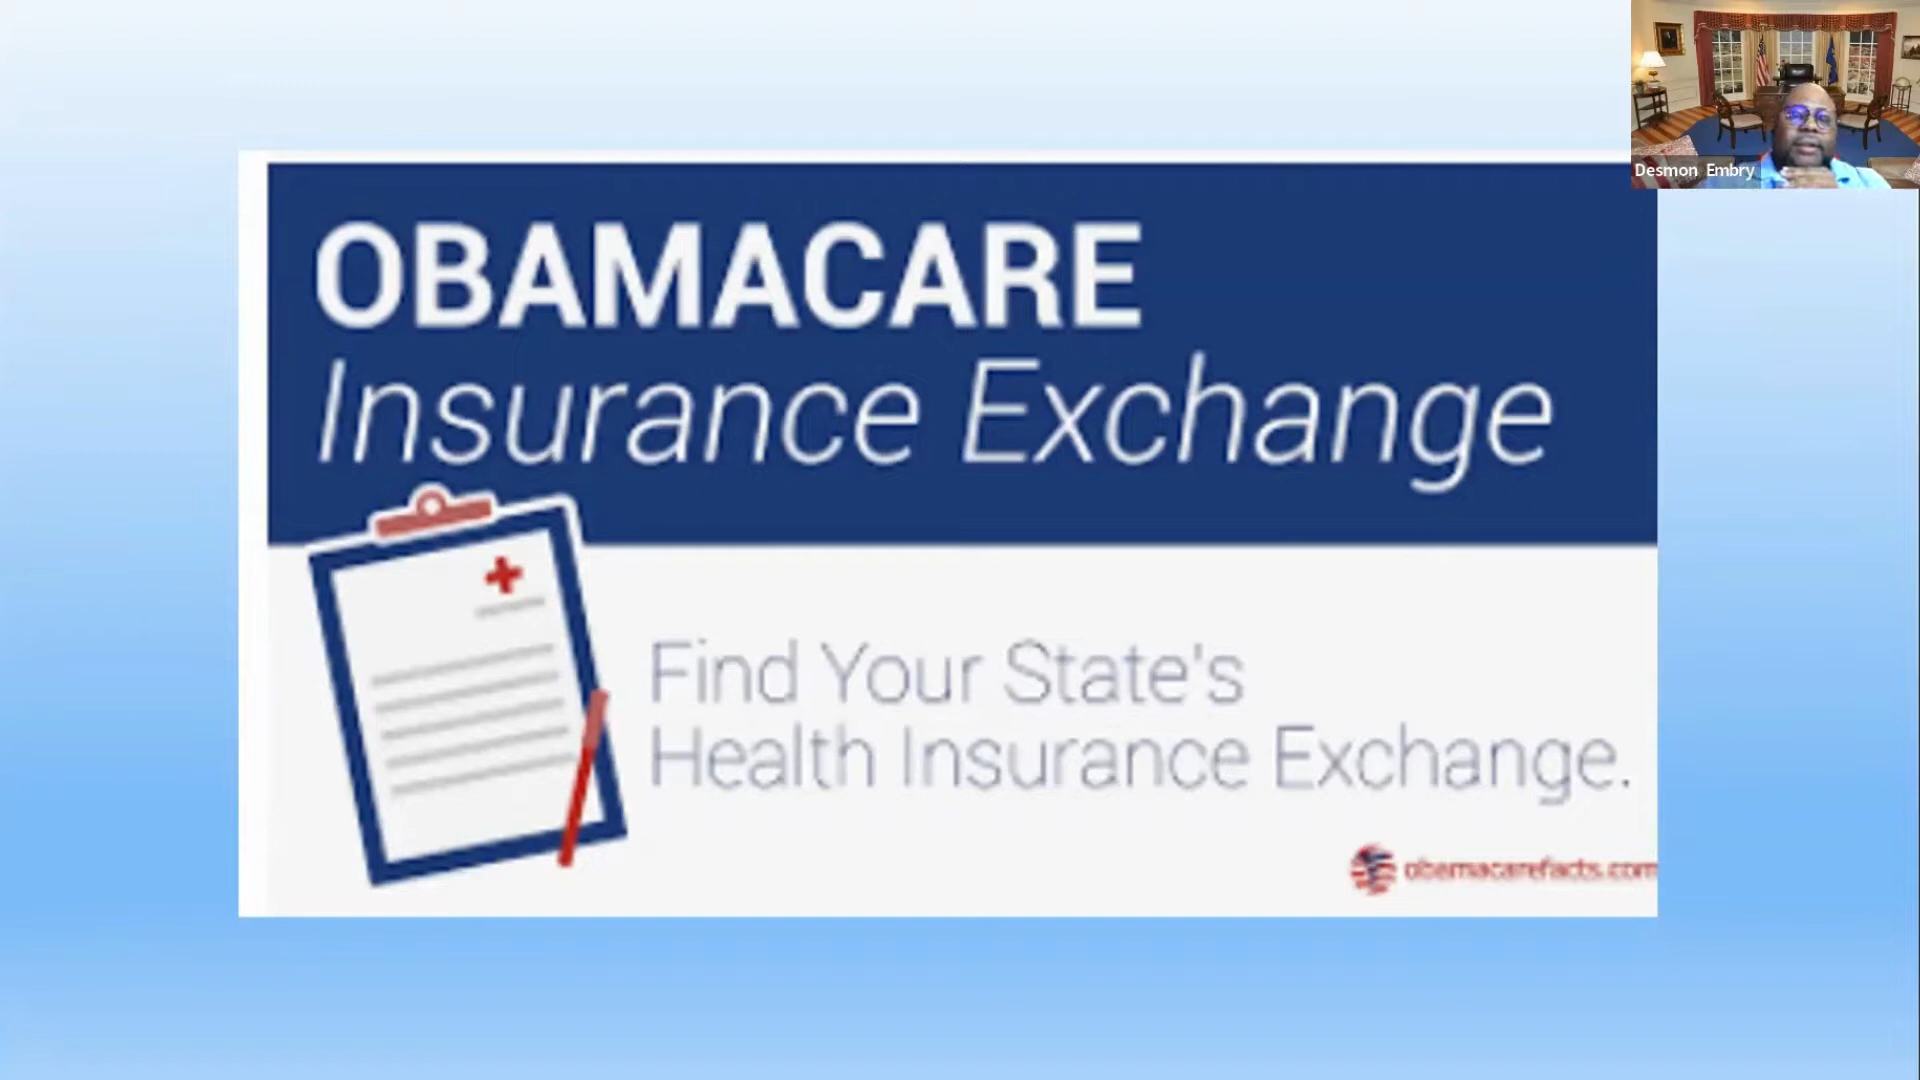 OBAMACARE
Insurance Exchange
Find Your State's
Health Insurance Exchange.
obamacarefacts.com
Desmon Embry